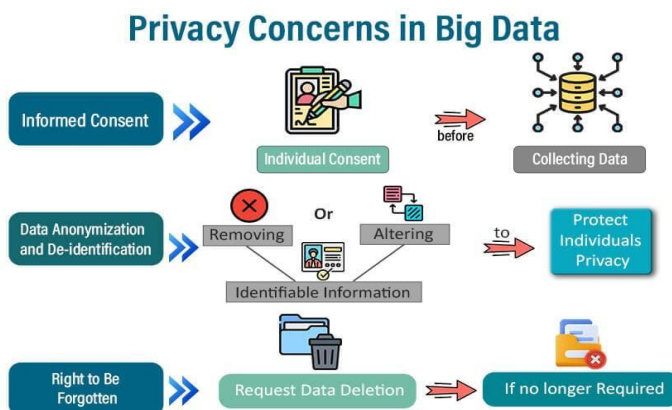 Privacy Concerns in Big Data
Informed Consent
Individual Consent
before
Collecting Data
Data Anonymization
and De-identification
Removing
Or
Altering
Identifiable Information
to
Protect
Individuals
Privacy
Right to Be
Forgotten
Request Data Deletion
If no longer Required